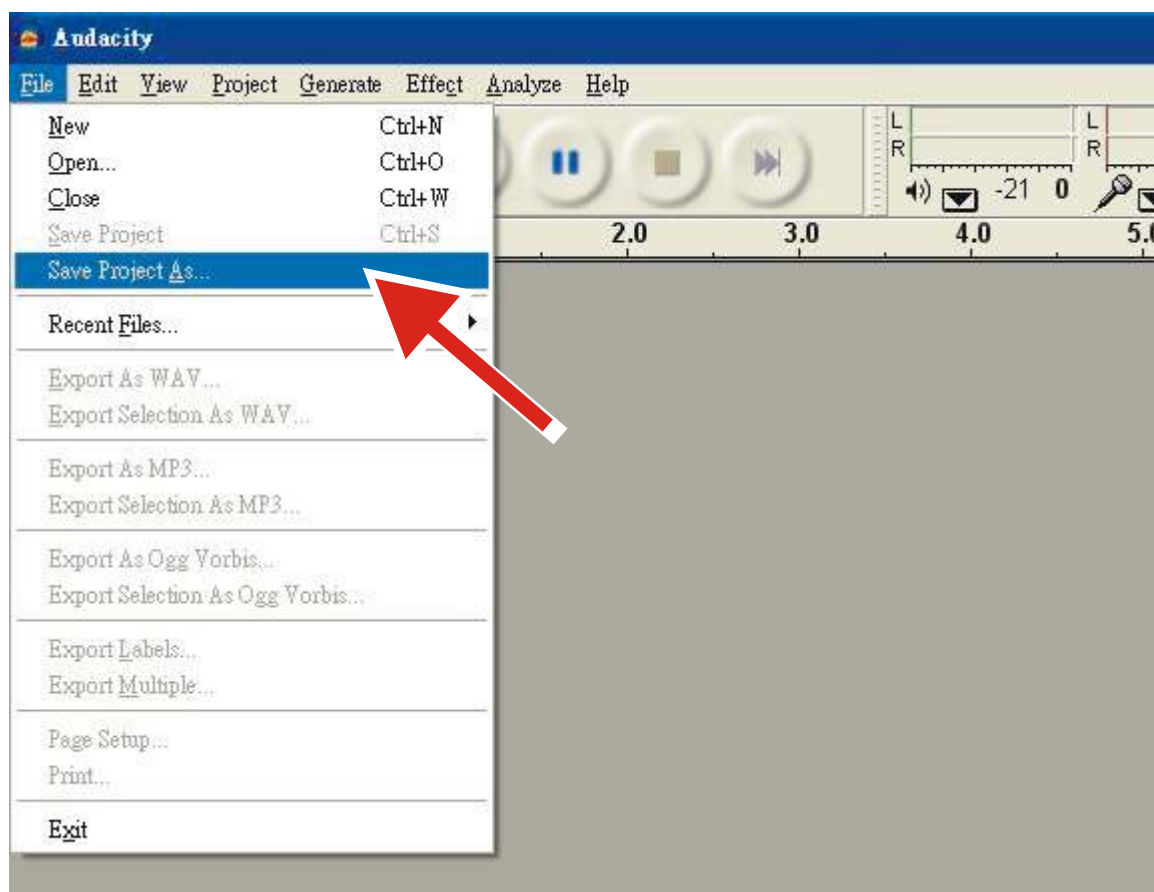 Audacity
File Edit View Project Generate Effect Analyze Help
New Ctrl+N
Open... Ctrl+O
Close Ctrl+W
Save Project Ctrl+S
Save Project As...
Recent Files...
Export As WAV...
Export Selection As WAV...
Export As MP3...
Export Selection As MP3...
Export As Ogg Vorbis...
Export Selection As Ogg Vorbis...
Export Labels...
Export Multiple...
Page Setup...
Print...
Exit
L L
R R
-21 0
2.0 3.0 4.0 5.0